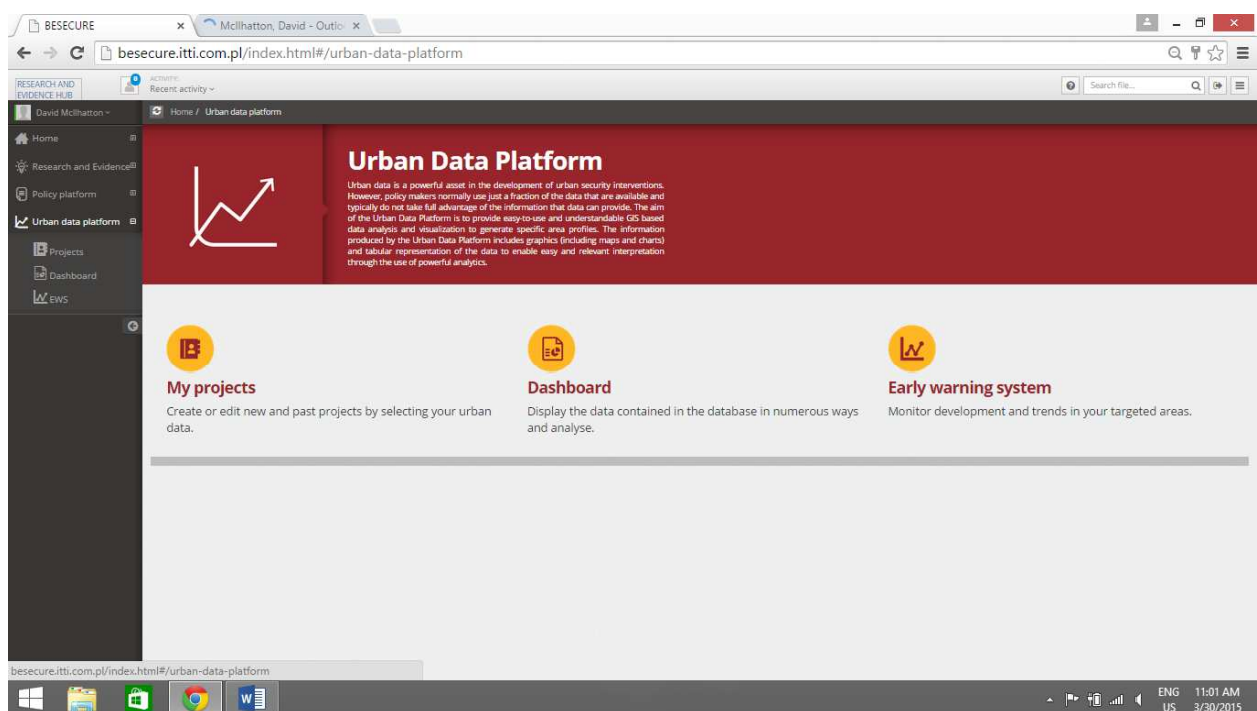 BESECURE
McIlhatton, David - Outlo
besecure.itti.com.pl/index.html#/urban-data-platform
RESEARCH AND
EVIDENCE HUB
0
ACTIVITY:
Recent activity
Search file...
David McIlhatton
Home / Urban data platform
Home
Research and Evidence
Policy platform
Urban data platform
Projects
Dashboard
EWS
Urban Data Platform
Urban data is a powerful asset in the development of urban security interventions.
However, policy makers normally use just a fraction of the data that are available and
typically do not take full advantage of the information that data can provide. The aim
of the Urban Data Platform is to provide easy-to-use and understandable GIS based
data analysis and visualization to generate specific area profiles. The information
produced by the Urban Data Platform includes graphics (including maps and charts)
and tabular representation of the data to enable easy and relevant interpretation
through the use of powerful analytics.
My projects
Create or edit new and past projects by selecting your urban
data.
Dashboard
Display the data contained in the database in numerous ways
and analyse.
Early warning system
Monitor development and trends in your targeted areas.
besecure.itti.com.pl/index.html#/urban-data-platform
ENG
US
11:01 AM
3/30/2015